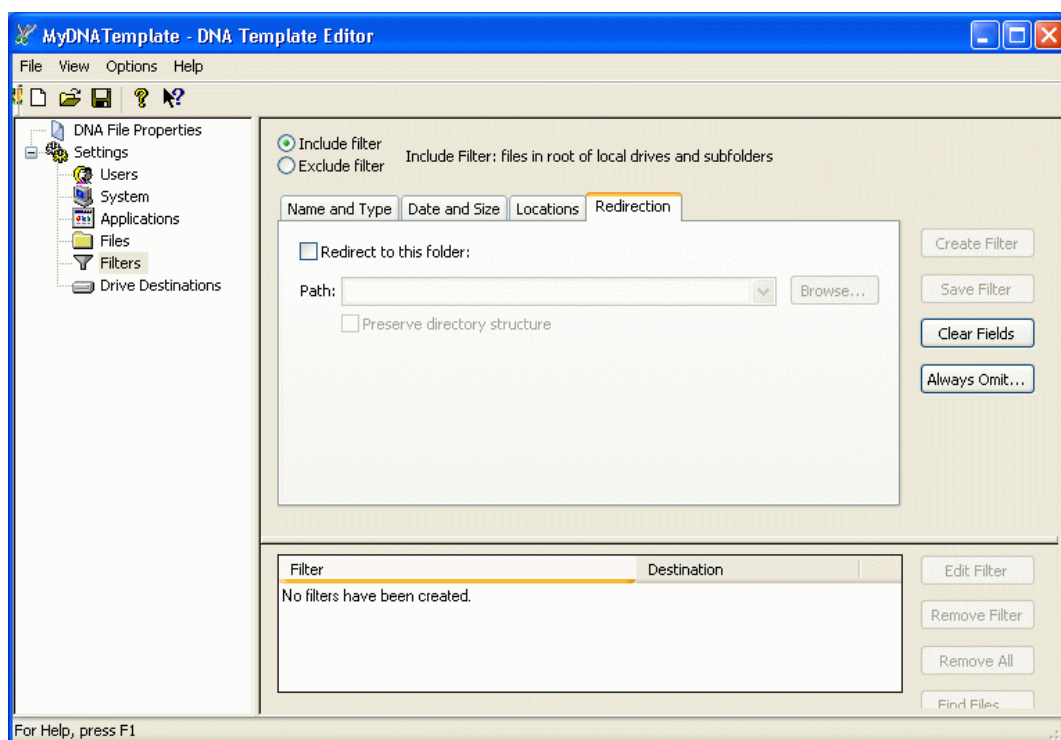 MyDNATemplate - DNA Template Editor
File View Options Help
DNA File Properties
Settings
Users
System
Applications
Files
Filters
Drive Destinations
Include filter
Exclude filter
Include Filter: files in root of local drives and subfolders
Name and Type Date and Size Locations Redirection
Redirect to this folder:
Path: Browse...
Preserve directory structure
Create Filter
Save Filter
Clear Fields
Always Omit...
Filter Destination
No filters have been created.
Edit Filter
Remove Filter
Remove All
Find Files...
For Help, press F1